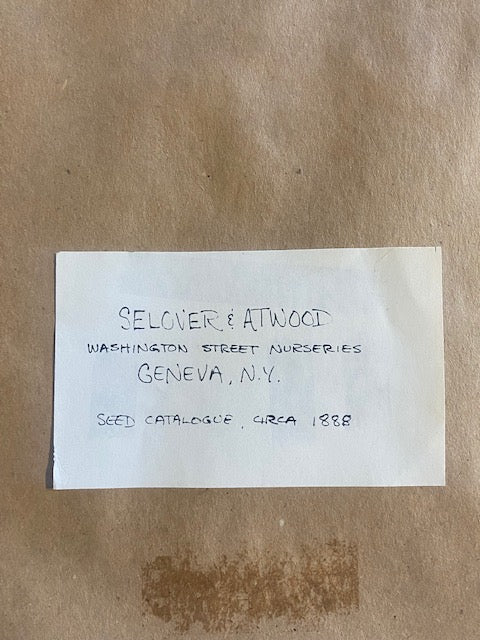 SELOVER & ATWOOD
WASHINGTON STREET NURSERIES
GENEVA, N.Y.
SEED CATALOGUE, CIRCA 1888